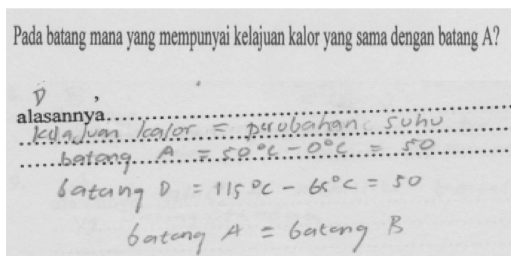 Pada batang mana yang mempunyai kelajuan kalor yang sama dengan batang A?
D
alasannya,
kelajuan kalor = perubahan suhu
batang A = 50°C - 0°C = 50
batang D = 115°C - 65°C = 50
batang A = batang B